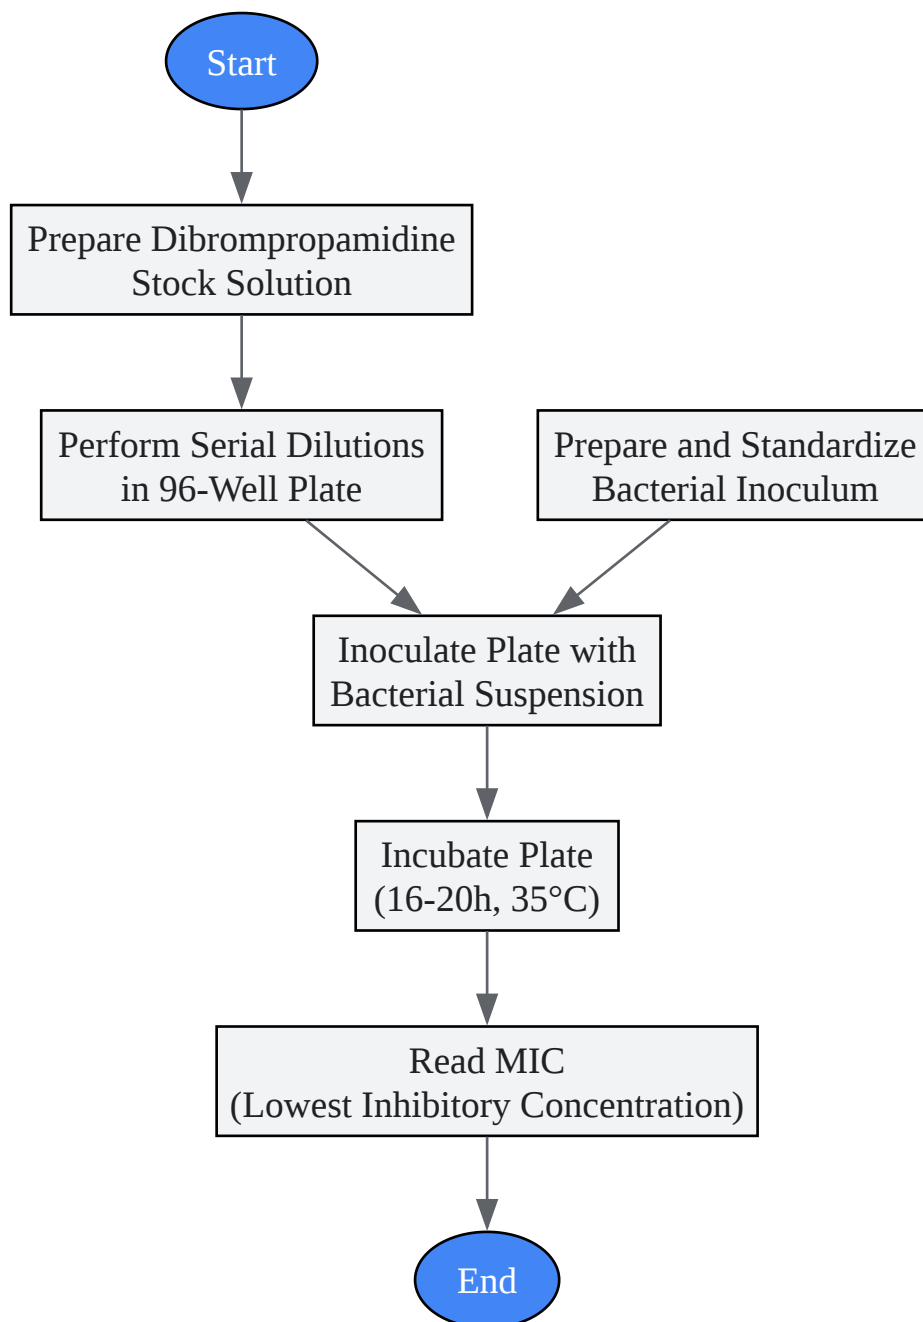 Start
Prepare Dibrompropamidine
Stock Solution
Perform Serial Dilutions
in 96-Well Plate
Prepare and Standardize
Bacterial Inoculum
Inoculate Plate with
Bacterial Suspension
Incubate Plate
(16-20h, 35°C)
Read MIC
(Lowest Inhibitory Concentration)
End